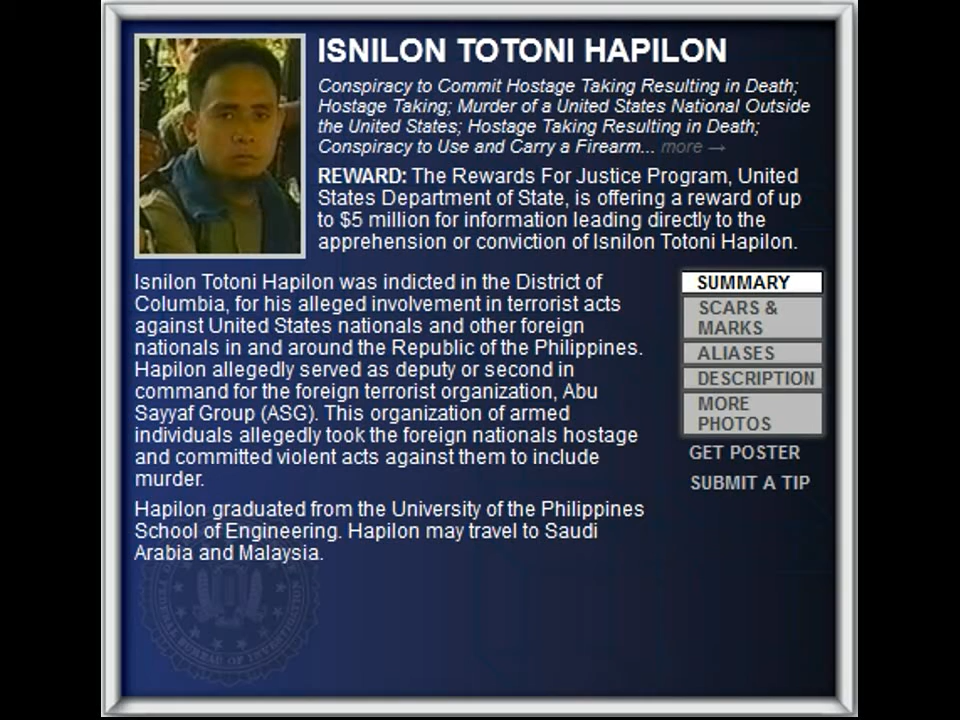 ISNILON TOTONI HAPILON
Conspiracy to Commit Hostage Taking Resulting in Death;
Hostage Taking; Murder of a United States National Outside
the United States; Hostage Taking Resulting in Death;
Conspiracy to Use and Carry a Firearm... more →
REWARD: The Rewards For Justice Program, United
States Department of State, is offering a reward of up
to $5 million for information leading directly to the
apprehension or conviction of Isnilon Totoni Hapilon.
Isnilon Totoni Hapilon was indicted in the District of
Columbia, for his alleged involvement in terrorist acts
against United States nationals and other foreign
nationals in and around the Republic of the Philippines.
Hapilon allegedly served as deputy or second in
command for the foreign terrorist organization, Abu
Sayyaf Group (ASG). This organization of armed
individuals allegedly took the foreign nationals hostage
and committed violent acts against them to include
murder.
Hapilon graduated from the University of the Philippines
School of Engineering. Hapilon may travel to Saudi
Arabia and Malaysia.
SUMMARY
SCARS &
MARKS
ALIASES
DESCRIPTION
MORE
PHOTOS
GET POSTER
SUBMIT A TIP
FEDERAL BUREAU OF INVESTIGATION